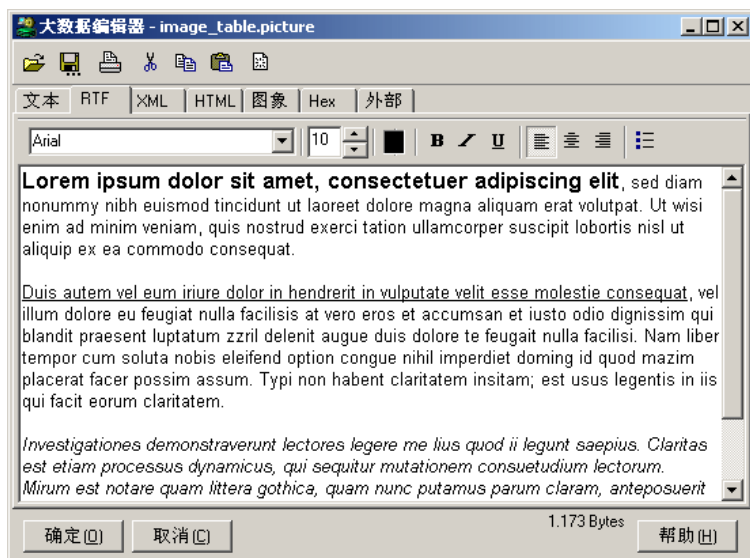 大数据编辑器 - image_table.picture
文本 RTF XML HTML 图象 Hex 外部
Arial 10 B I U
Lorem ipsum dolor sit amet, consectetuer adipiscing elit, sed diam
nonummy nibh euismod tincidunt ut laoreet dolore magna aliquam erat volutpat. Ut wisi
enim ad minim veniam, quis nostrud exerci tation ullamcorper suscipit lobortis nisl ut
aliquip ex ea commodo consequat.
Duis autem vel eum iriure dolor in hendrerit in vulputate velit esse molestie consequat, vel
illum dolore eu feugiat nulla facilisis at vero eros et accumsan et iusto odio dignissim qui
blandit praesent luptatum zzril delenit augue duis dolore te feugait nulla facilisi. Nam liber
tempor cum soluta nobis eleifend option congue nihil imperdiet doming id quod mazim
placerat facer possim assum. Typi non habent claritatem insitam; est usus legentis in iis
qui facit eorum claritatem.
Investigationes demonstraverunt lectores legere me lius quod ii legunt saepius. Claritas
est etiam processus dynamicus, qui sequitur mutationem consuetudium lectorum.
Mirum est notare quam littera gothica, quam nunc putamus parum claram, anteposuerit
确定(O) 取消(C) 1.173 Bytes 帮助(H)